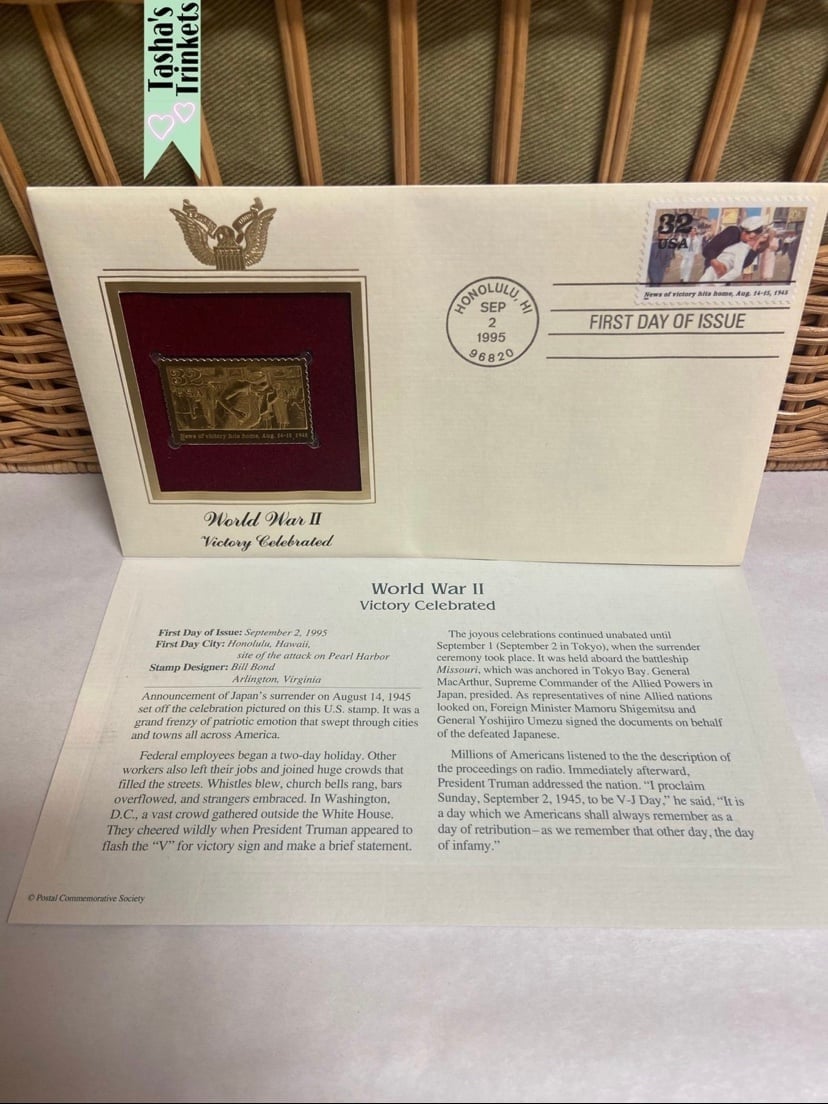 Tasha's
Trinkets
32
USA
News of victory hits home, Aug. 14-15, 1945
HONOLULU, HI
SEP
2
1995
96820
FIRST DAY OF ISSUE
32
USA
News of victory hits home, Aug. 14-15, 1945
World War II
Victory Celebrated
World War II
Victory Celebrated
First Day of Issue: September 2, 1995
First Day City: Honolulu, Hawaii,
site of the attack on Pearl Harbor
Stamp Designer: Bill Bond
Arlington, Virginia
Announcement of Japan's surrender on August 14, 1945
set off the celebration pictured on this U.S. stamp. It was a
grand frenzy of patriotic emotion that swept through cities
and towns all across America.
Federal employees began a two-day holiday. Other
workers also left their jobs and joined huge crowds that
filled the streets. Whistles blew, church bells rang, bars
overflowed, and strangers embraced. In Washington,
D.C., a vast crowd gathered outside the White House.
They cheered wildly when President Truman appeared to
flash the “V” for victory sign and make a brief statement.
The joyous celebrations continued unabated until
September 1 (September 2 in Tokyo), when the surrender
ceremony took place. It was held aboard the battleship
Missouri, which was anchored in Tokyo Bay. General
MacArthur, Supreme Commander of the Allied Powers in
Japan, presided. As representatives of nine Allied nations
looked on, Foreign Minister Mamoru Shigemitsu and
General Yoshijiro Umezu signed the documents on behalf
of the defeated Japanese.
Millions of Americans listened to the the description of
the proceedings on radio. Immediately afterward,
President Truman addressed the nation. “I proclaim
Sunday, September 2, 1945, to be V-J Day,” he said. “It is
a day which we Americans shall always remember as a
day of retribution–as we remember that other day, the day
of infamy.”
© Postal Commemorative Society